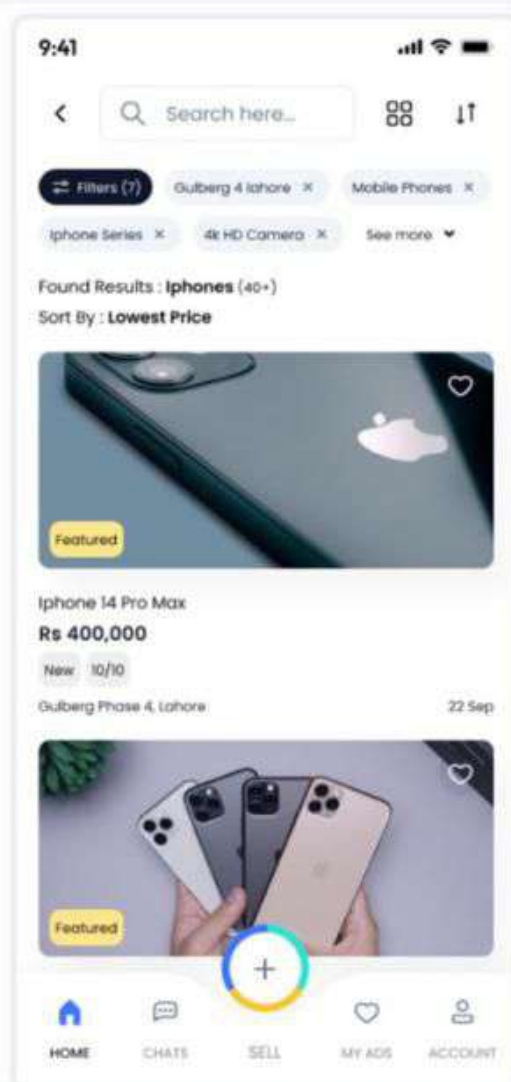 9:41
Search here...
Filters (7) Gulberg 4 lahore × Mobile Phones ×
Iphone Series × 4k HD Camera × See more
Found Results : Iphones (40+)
Sort By : Lowest Price
Featured
Iphone 14 Pro Max
Rs 400,000
New 10/10
Gulberg Phase 4, Lahore 22 Sep
Featured
+
HOME CHATS SELL MY ADS ACCOUNT